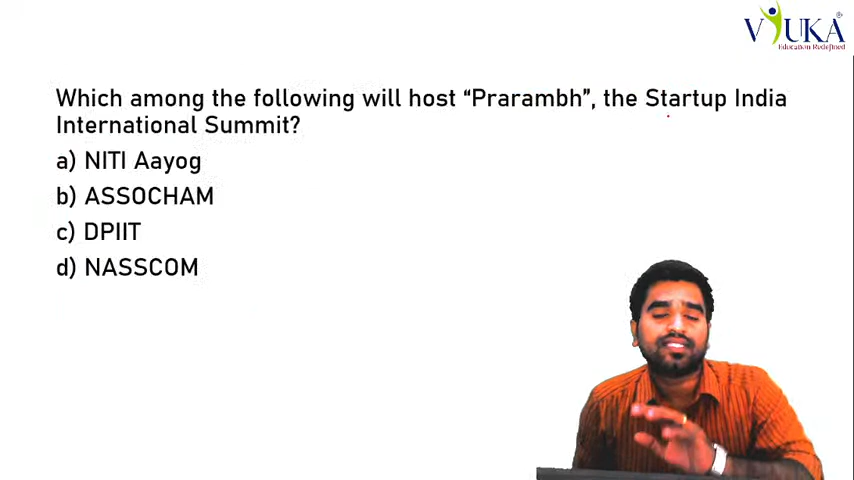 VYUKA
Education Redefined
Which among the following will host “Prarambh”, the Startup India
International Summit?
a) NITI Aayog
b) ASSOCHAM
c) DPIIT
d) NASSCOM